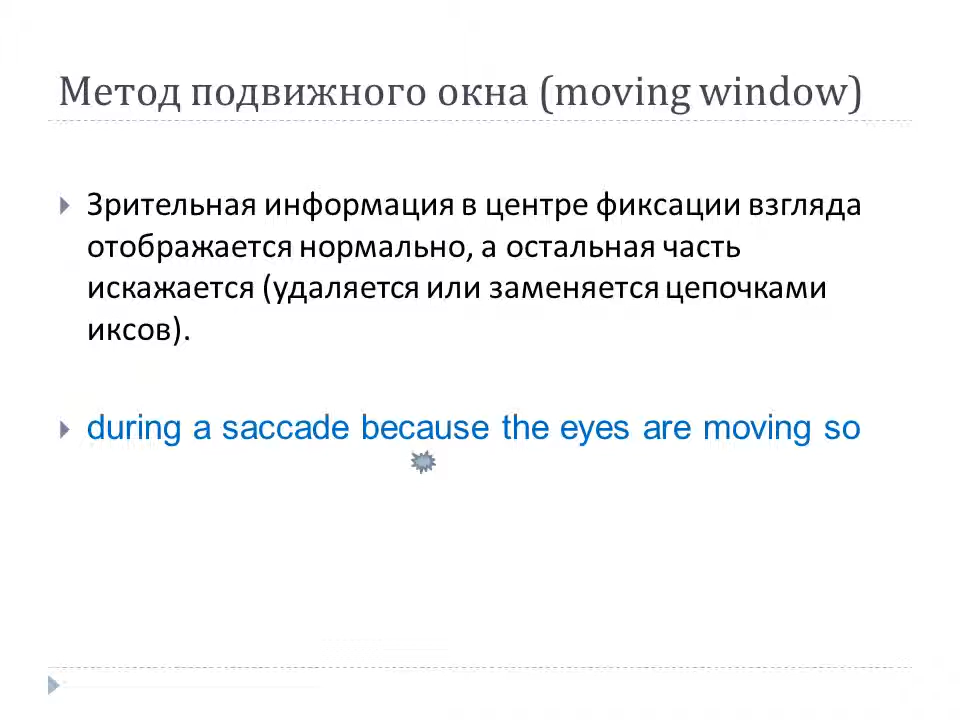 Метод подвижного окна (moving window)
Зрительная информация в центре фиксации взгляда
отображается нормально, а остальная часть
искажается (удаляется или заменяется цепочками
иксов).
during a saccade because the eyes are moving so